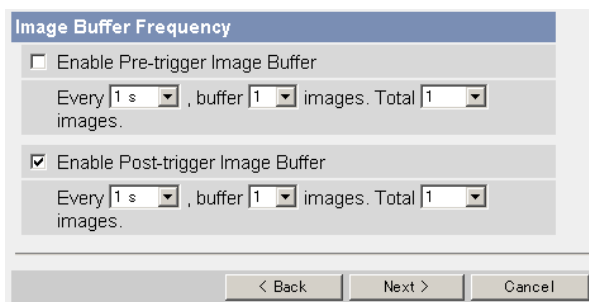 Image Buffer Frequency
Enable Pre-trigger Image Buffer
Every 1 s , buffer 1 images. Total 1
images.
Enable Post-trigger Image Buffer
Every 1 s , buffer 1 images. Total 1
images.
< Back Next > Cancel